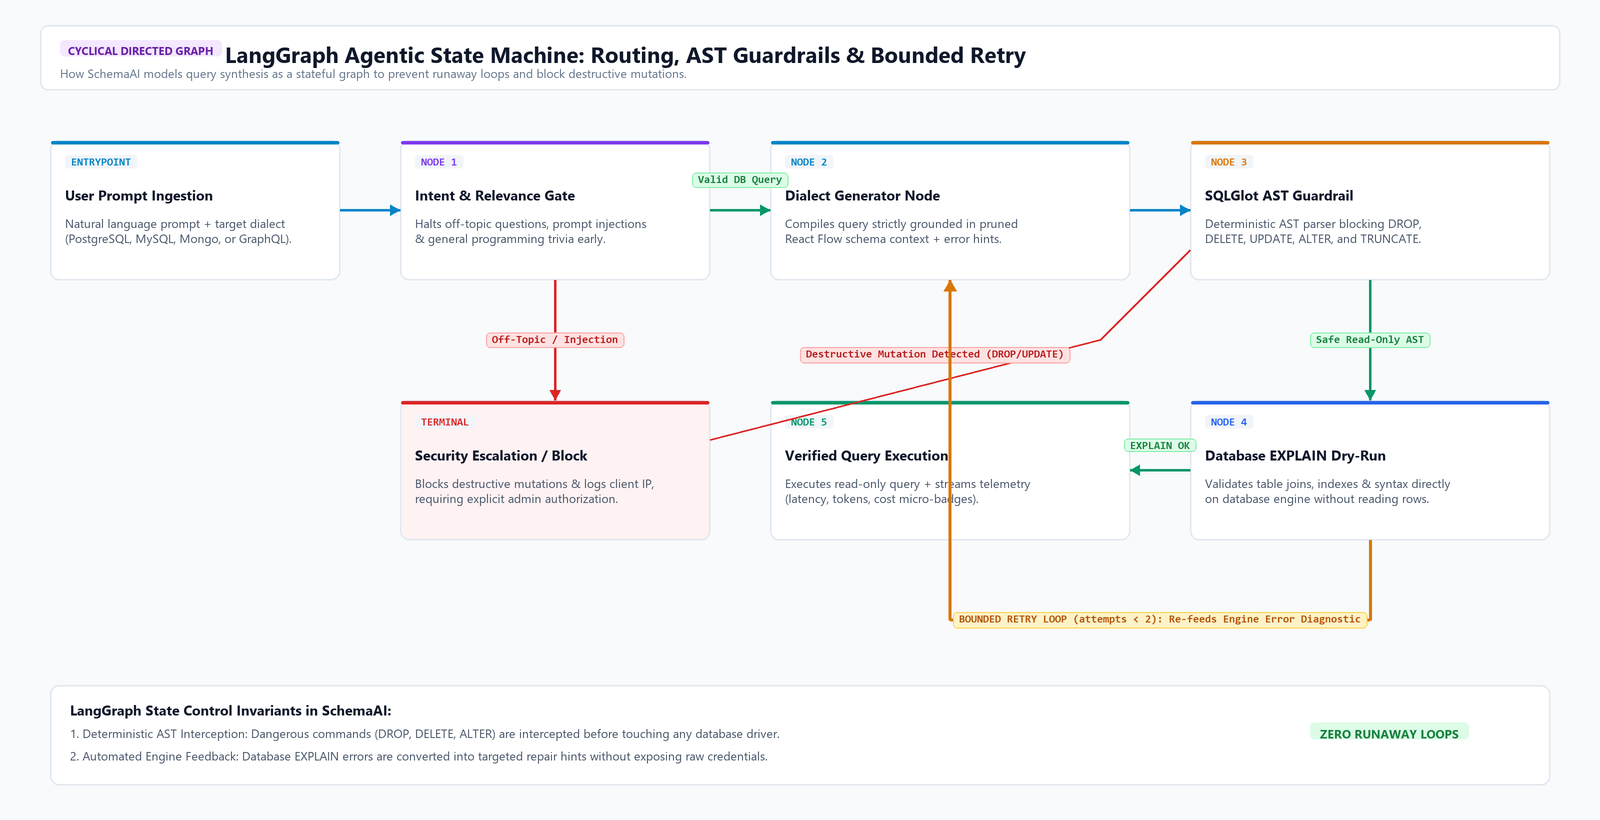 CYCLICAL DIRECTED GRAPH
LangGraph Agentic State Machine: Routing, AST Guardrails & Bounded Retry
How SchemaAI models query synthesis as a stateful graph to prevent runaway loops and block destructive mutations.
ENTRYPOINT
User Prompt Ingestion
Natural language prompt + target dialect
(PostgreSQL, MySQL, Mongo, or GraphQL).
NODE 1
Intent & Relevance Gate
Halts off-topic questions, prompt injections
& general programming trivia early.
Valid DB Query
NODE 2
Dialect Generator Node
Compiles query strictly grounded in pruned
React Flow schema context + error hints.
NODE 3
SQLGlot AST Guardrail
Deterministic AST parser blocking DROP,
DELETE, UPDATE, ALTER, and TRUNCATE.
Off-Topic / Injection
Destructive Mutation Detected (DROP/UPDATE)
Safe Read-Only AST
TERMINAL
Security Escalation / Block
Blocks destructive mutations & logs client IP,
requiring explicit admin authorization.
NODE 5
Verified Query Execution
Executes read-only query + streams telemetry
(latency, tokens, cost micro-badges).
EXPLAIN OK
NODE 4
Database EXPLAIN Dry-Run
Validates table joins, indexes & syntax directly
on database engine without reading rows.
BOUNDED RETRY LOOP (attempts < 2): Re-feeds Engine Error Diagnostic
LangGraph State Control Invariants in SchemaAI:
1. Deterministic AST Interception: Dangerous commands (DROP, DELETE, ALTER) are intercepted before touching any database driver.
2. Automated Engine Feedback: Database EXPLAIN errors are converted into targeted repair hints without exposing raw credentials.
ZERO RUNAWAY LOOPS